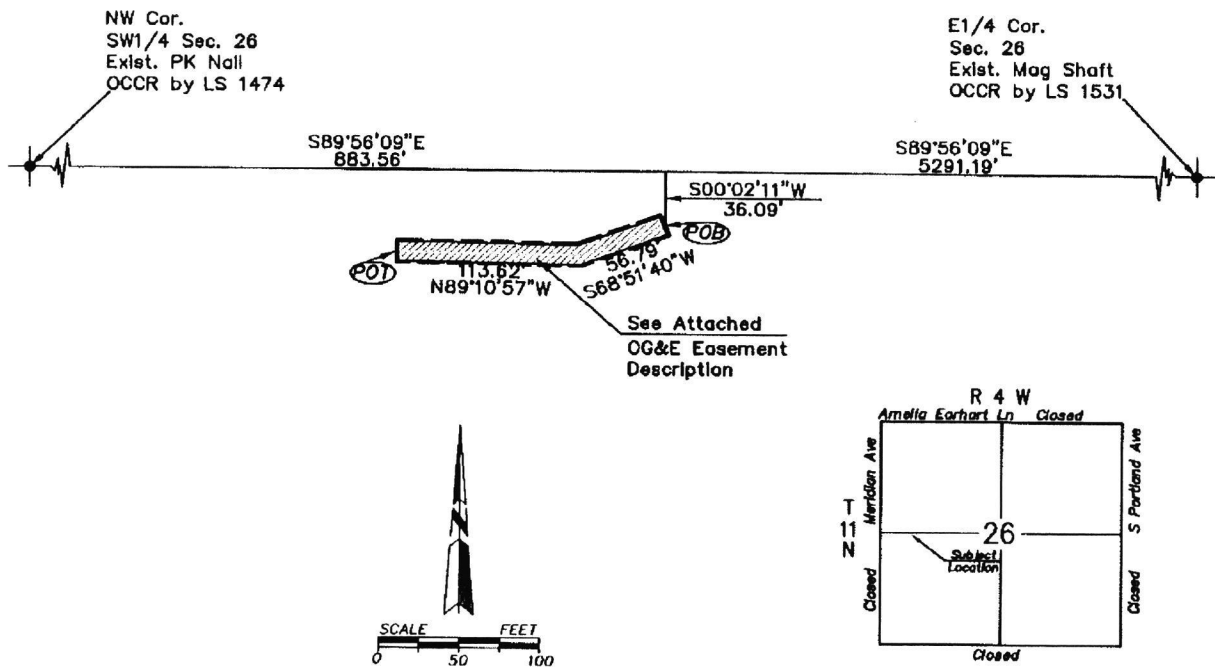 NW Cor.
SW1/4 Sec. 26
Exist. PK Nail
OCCR by LS 1474
E1/4 Cor.
Sec. 26
Exist. Mag Shaft
OCCR by LS 1531
S89°56'09"E
883.56'
S89°56'09"E
5291.19'
S00°02'11"W
36.09'
POB
POT
113.62'
N89°10'57"W
56.79'
S68°51'40"W
See Attached
OG&E Easement
Description
N
SCALE FEET
0 50 100
R 4 W
Amelia Earhart Ln Closed
Meridian Ave
S Portland Ave
T
11
N
26
Subject
Location
Closed
Closed
Closed